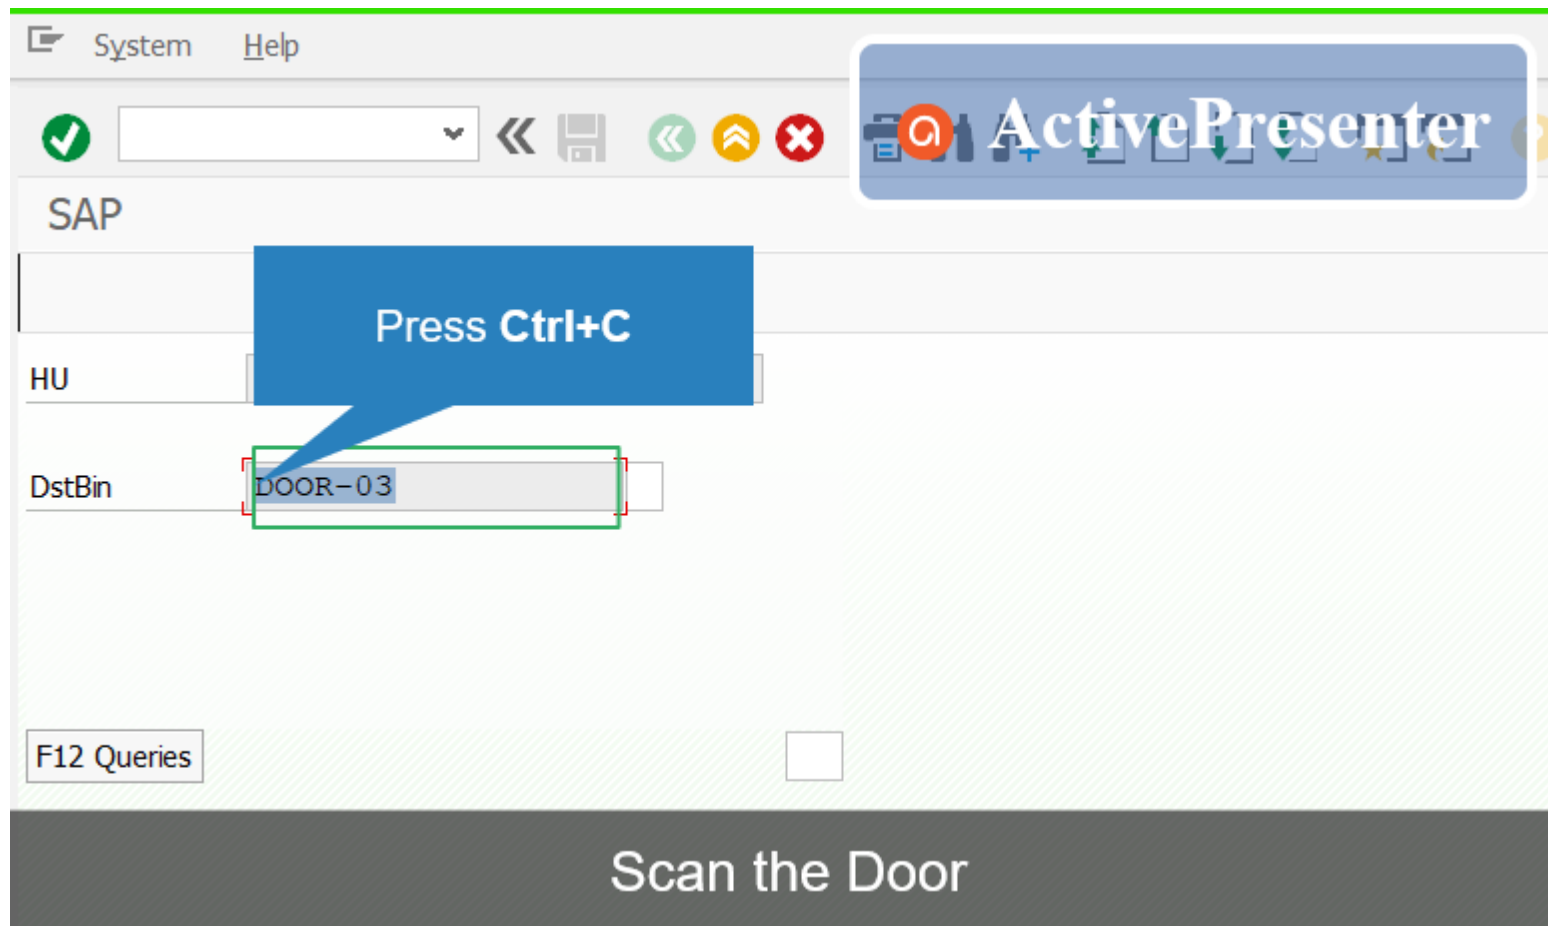 System Help
ActivePresenter
SAP
Press Ctrl+C
HU
DstBin DOOR-03
F12 Queries
Scan the Door